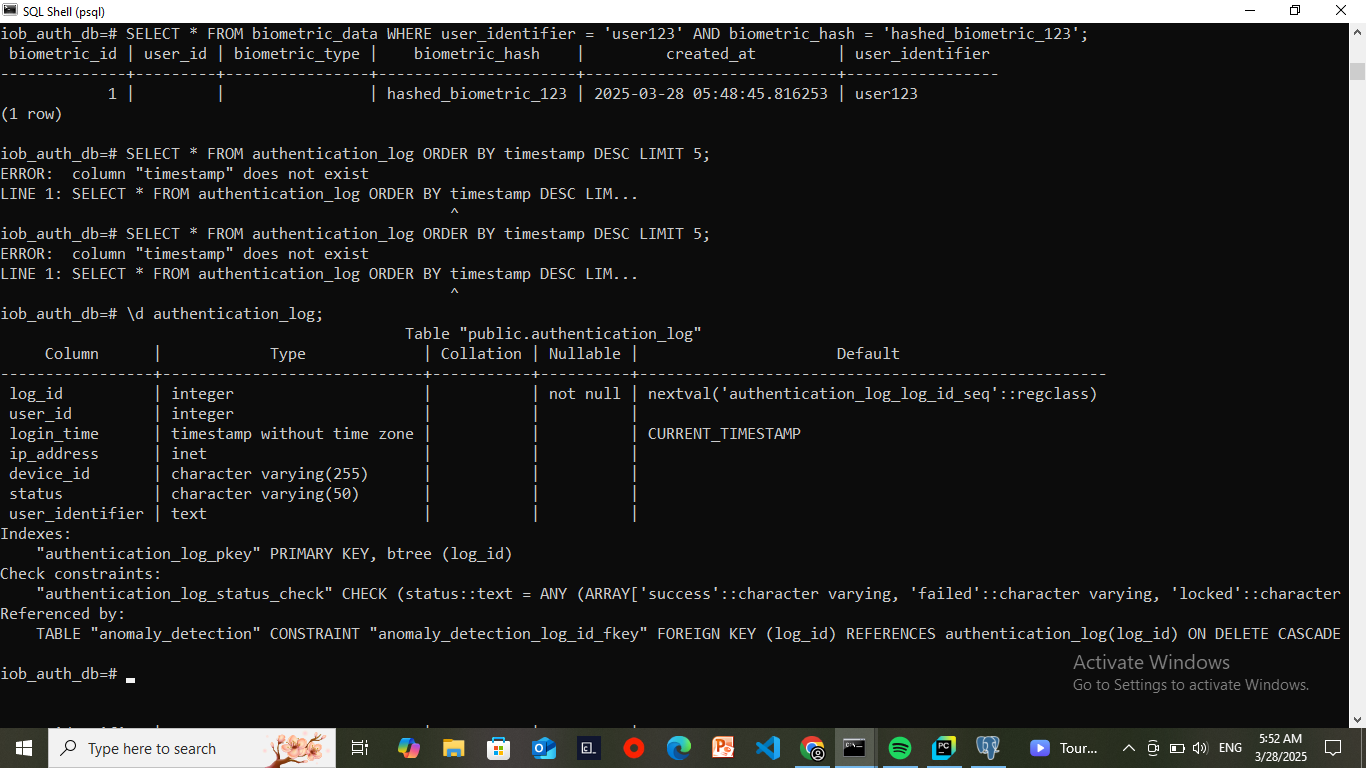 SQL Shell (psql)
iob_auth_db=# SELECT * FROM biometric_data WHERE user_identifier = 'user123' AND biometric_hash = 'hashed_biometric_123';
 biometric_id | user_id | biometric_type |    biometric_hash    |         created_at         | user_identifier
--------------+---------+----------------+----------------------+----------------------------+-----------------
            1 |         |                | hashed_biometric_123 | 2025-03-28 05:48:45.816253 | user123
(1 row)
iob_auth_db=# SELECT * FROM authentication_log ORDER BY timestamp DESC LIMIT 5;
ERROR:  column "timestamp" does not exist
LINE 1: SELECT * FROM authentication_log ORDER BY timestamp DESC LIM...
                                                  ^
iob_auth_db=# SELECT * FROM authentication_log ORDER BY timestamp DESC LIMIT 5;
ERROR:  column "timestamp" does not exist
LINE 1: SELECT * FROM authentication_log ORDER BY timestamp DESC LIM...
                                                  ^
iob_auth_db=# \d authentication_log;
                                             Table "public.authentication_log"
     Column      |            Type             | Collation | Nullable |                      Default
-----------------+-----------------------------+-----------+----------+----------------------------------------------------
 log_id          | integer                     |           | not null | nextval('authentication_log_log_id_seq'::regclass)
 user_id         | integer                     |           |          |
 login_time      | timestamp without time zone |           |          | CURRENT_TIMESTAMP
 ip_address      | inet                        |           |          |
 device_id       | character varying(255)      |           |          |
 status          | character varying(50)       |           |          |
 user_identifier | text                        |           |          |
Indexes:
    "authentication_log_pkey" PRIMARY KEY, btree (log_id)
Check constraints:
    "authentication_log_status_check" CHECK (status::text = ANY (ARRAY['success'::character varying, 'failed'::character varying, 'locked'::character
Referenced by:
    TABLE "anomaly_detection" CONSTRAINT "anomaly_detection_log_id_fkey" FOREIGN KEY (log_id) REFERENCES authentication_log(log_id) ON DELETE CASCADE
iob_auth_db=#
Activate Windows
Go to Settings to activate Windows.
Type here to search
Tour...
ENG
5:52 AM
3/28/2025